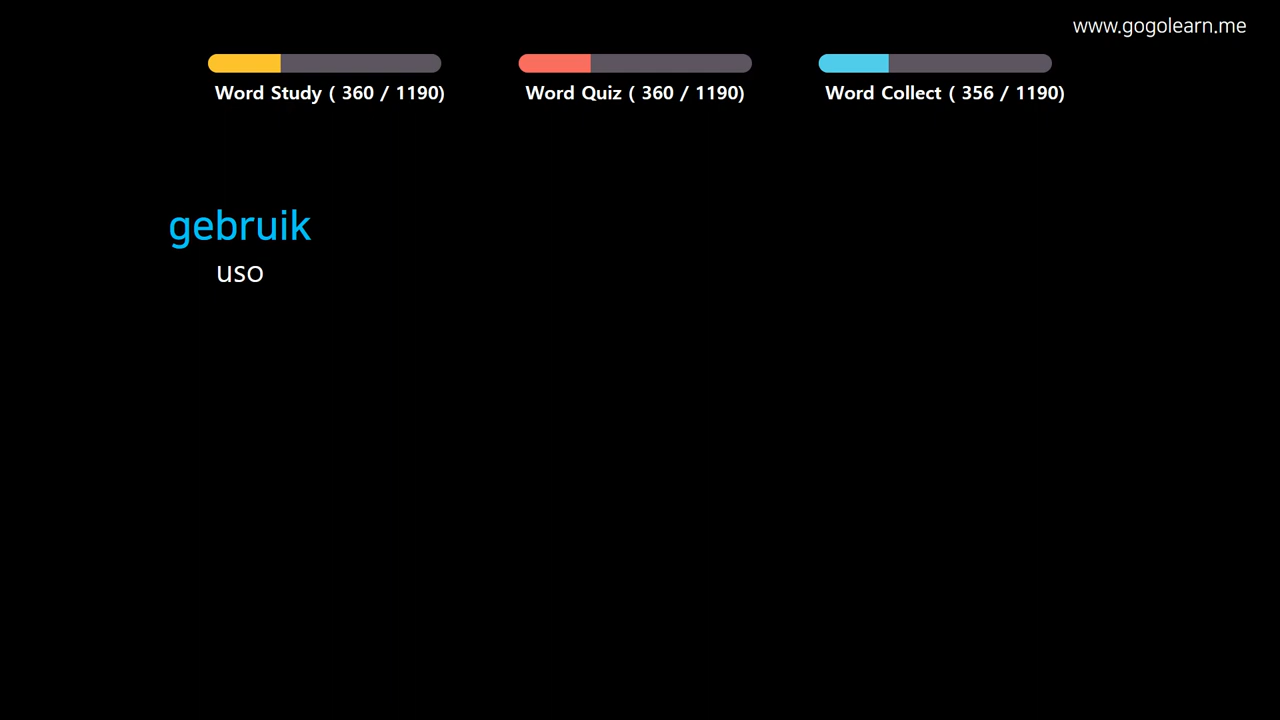 www.gogolearn.me
Word Study ( 360 / 1190)
Word Quiz ( 360 / 1190)
Word Collect ( 356 / 1190)
gebruik
uso